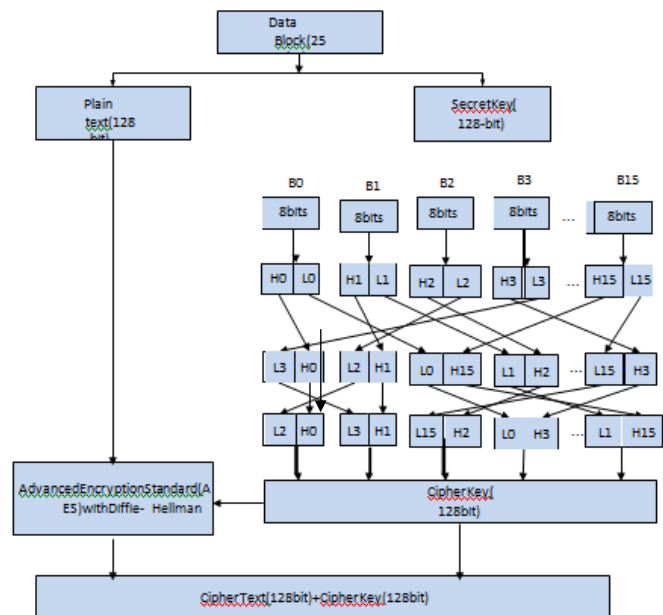 Data
Block(25
Plain
text(128
bit)
SecretKey(
128-bit)
B0 B1 B2 B3 B15
8bits 8bits 8bits 8bits ... 8bits
H0 L0 H1 L1 H2 L2 H3 L3 ... H15 L15
L3 H0 L2 H1 L0 H15 L1 H2 ... L15 H3
L2 H0 L3 H1 L15 H2 L0 H3 ... L1 H15
AdvancedEncryptionStandard(A
ES)withDiffie- Hellman
CipherKey(
128bit)
CipherText(128bit)+CipherKey(128bit)